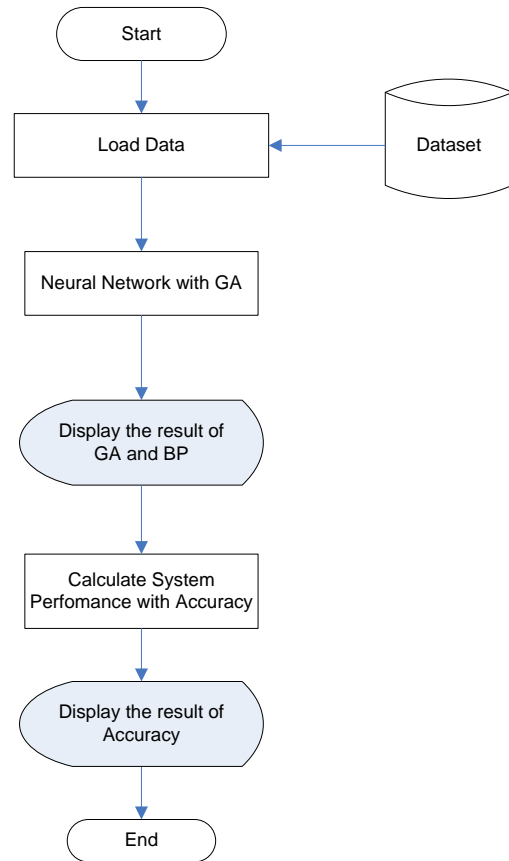 Start
Load Data
Dataset
Neural Network with GA
Display the result of
GA and BP
Calculate System
Perfomance with Accuracy
Display the result of
Accuracy
End